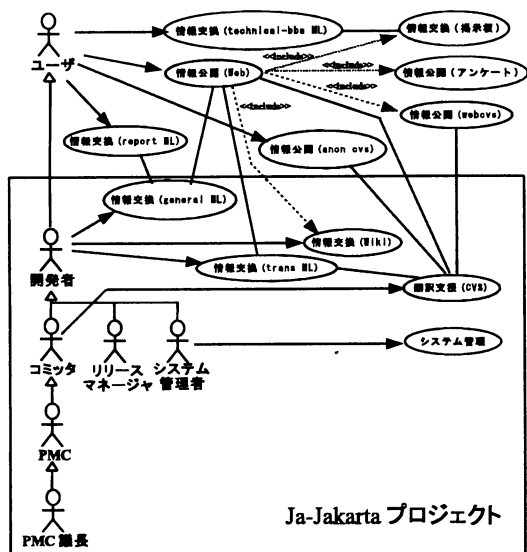 情報交換(technical-bbs ML)
情報交換(掲示板)
ユーザ
情報公開(Web)
<<include>>
<<include>>
<<include>>
情報公開(アンケート)
情報公開(webcvs)
情報交換(report ML)
情報公開(anon cvs)
情報交換(general ML)
開発者
情報交換(Wiki)
情報交換(trans ML)
翻訳支援(CVS)
コミッタ
リリース
マネージャ
システム
管理者
システム管理
PMC
PMC 議長
Ja-Jakarta プロジェクト